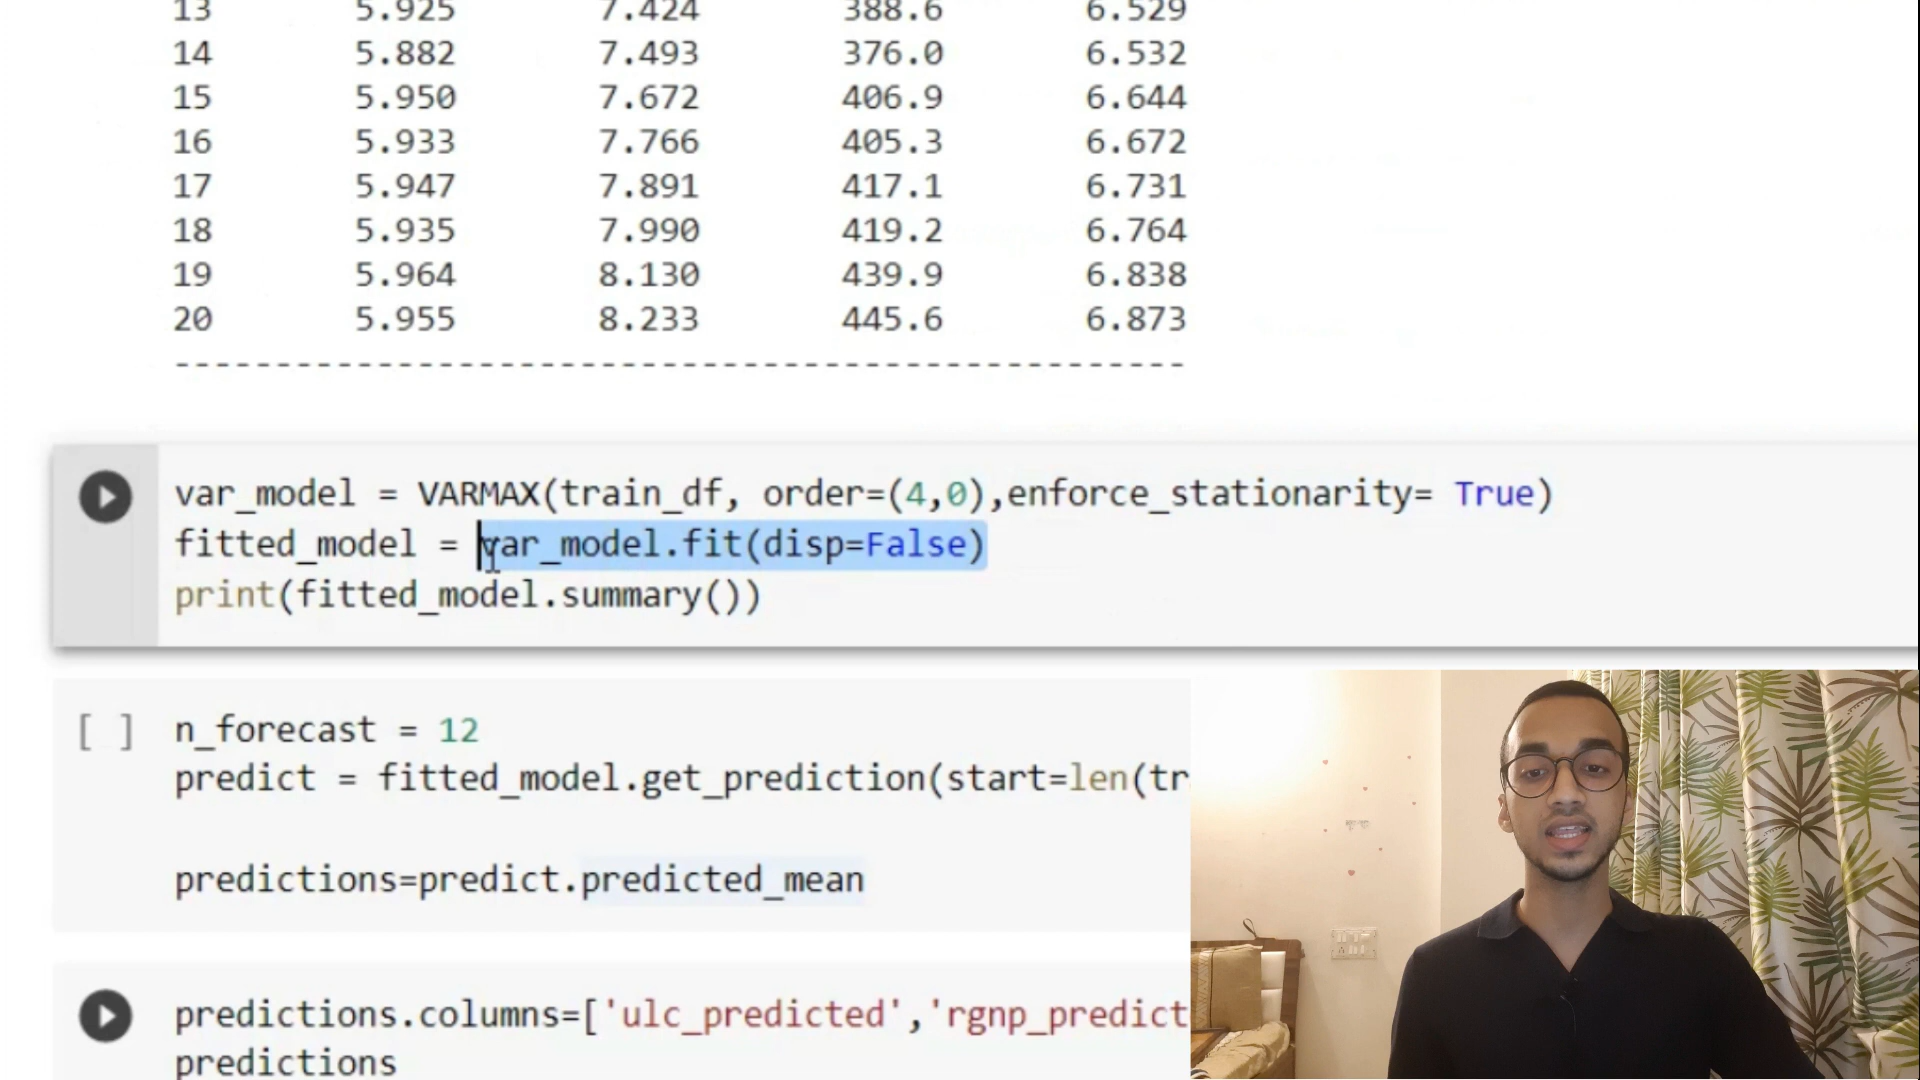 13 5.925 7.424 388.6 6.529
14 5.882 7.493 376.0 6.532
15 5.950 7.672 406.9 6.644
16 5.933 7.766 405.3 6.672
17 5.947 7.891 417.1 6.731
18 5.935 7.990 419.2 6.764
19 5.964 8.130 439.9 6.838
20 5.955 8.233 445.6 6.873
--------------------------------------------------
var_model = VARMAX(train_df, order=(4,0),enforce_stationarity= True)
fitted_model = var_model.fit(disp=False)
print(fitted_model.summary())
[ ] n_forecast = 12
predict = fitted_model.get_prediction(start=len(tr
predictions=predict.predicted_mean
predictions.columns=['ulc_predicted','rgnp_predict
predictions